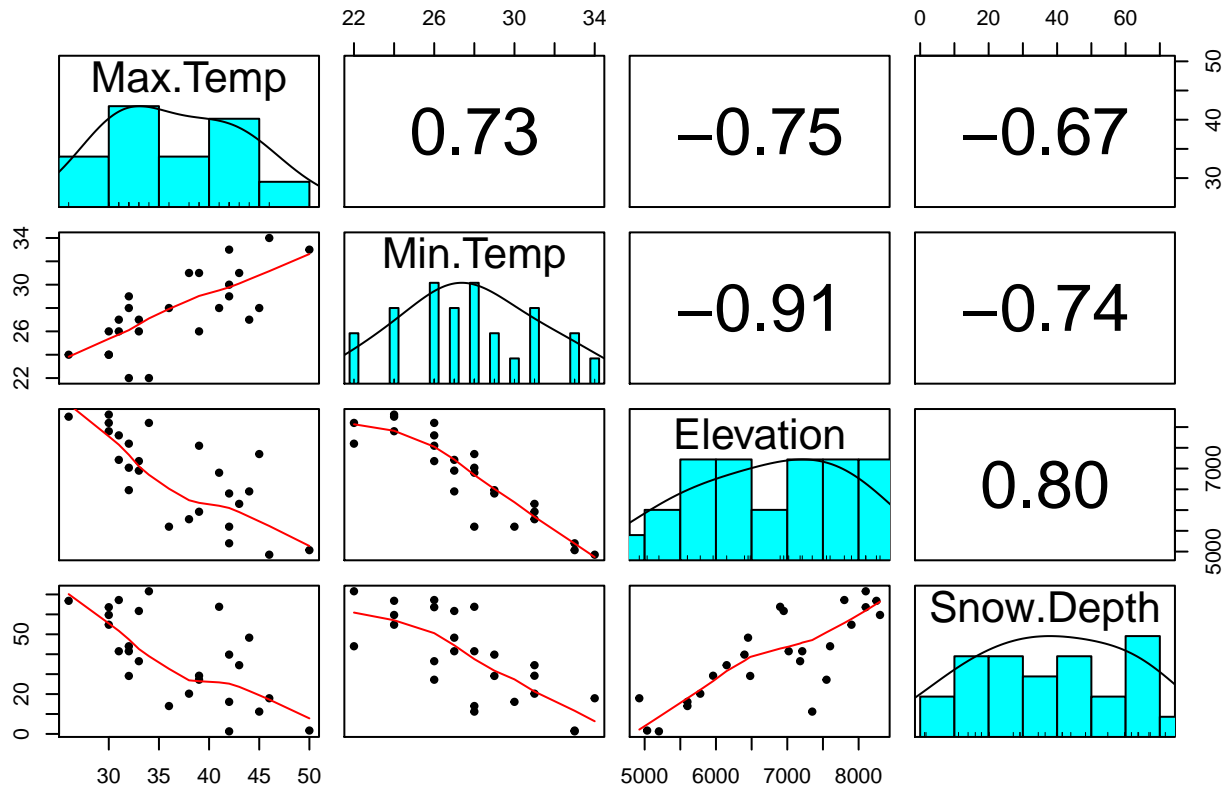 22 26 30 34 0 20 40 60
Max.Temp 0.73 −0.75 −0.67 30 40 50
22 26 30 34 Min.Temp −0.91 −0.74
Elevation 0.80 5000 7000
0 20 50 Snow.Depth
30 35 40 45 50 5000 6000 7000 8000